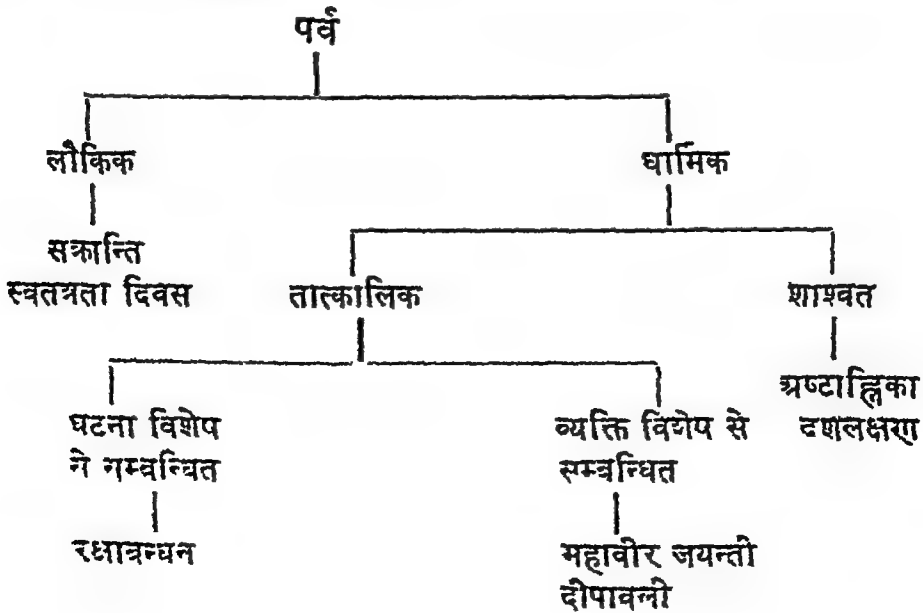 पर्व
लौकिक
धार्मिक
सक्रान्ति
स्वतत्रता दिवस
तात्कालिक
शाश्वत
घटना विशेष
से सम्बन्धित
व्यक्ति विशेष से
सम्बन्धित
अष्टाह्निका
दशलक्षण
रक्षाबन्धन
महावीर जयन्ती
दीपावली